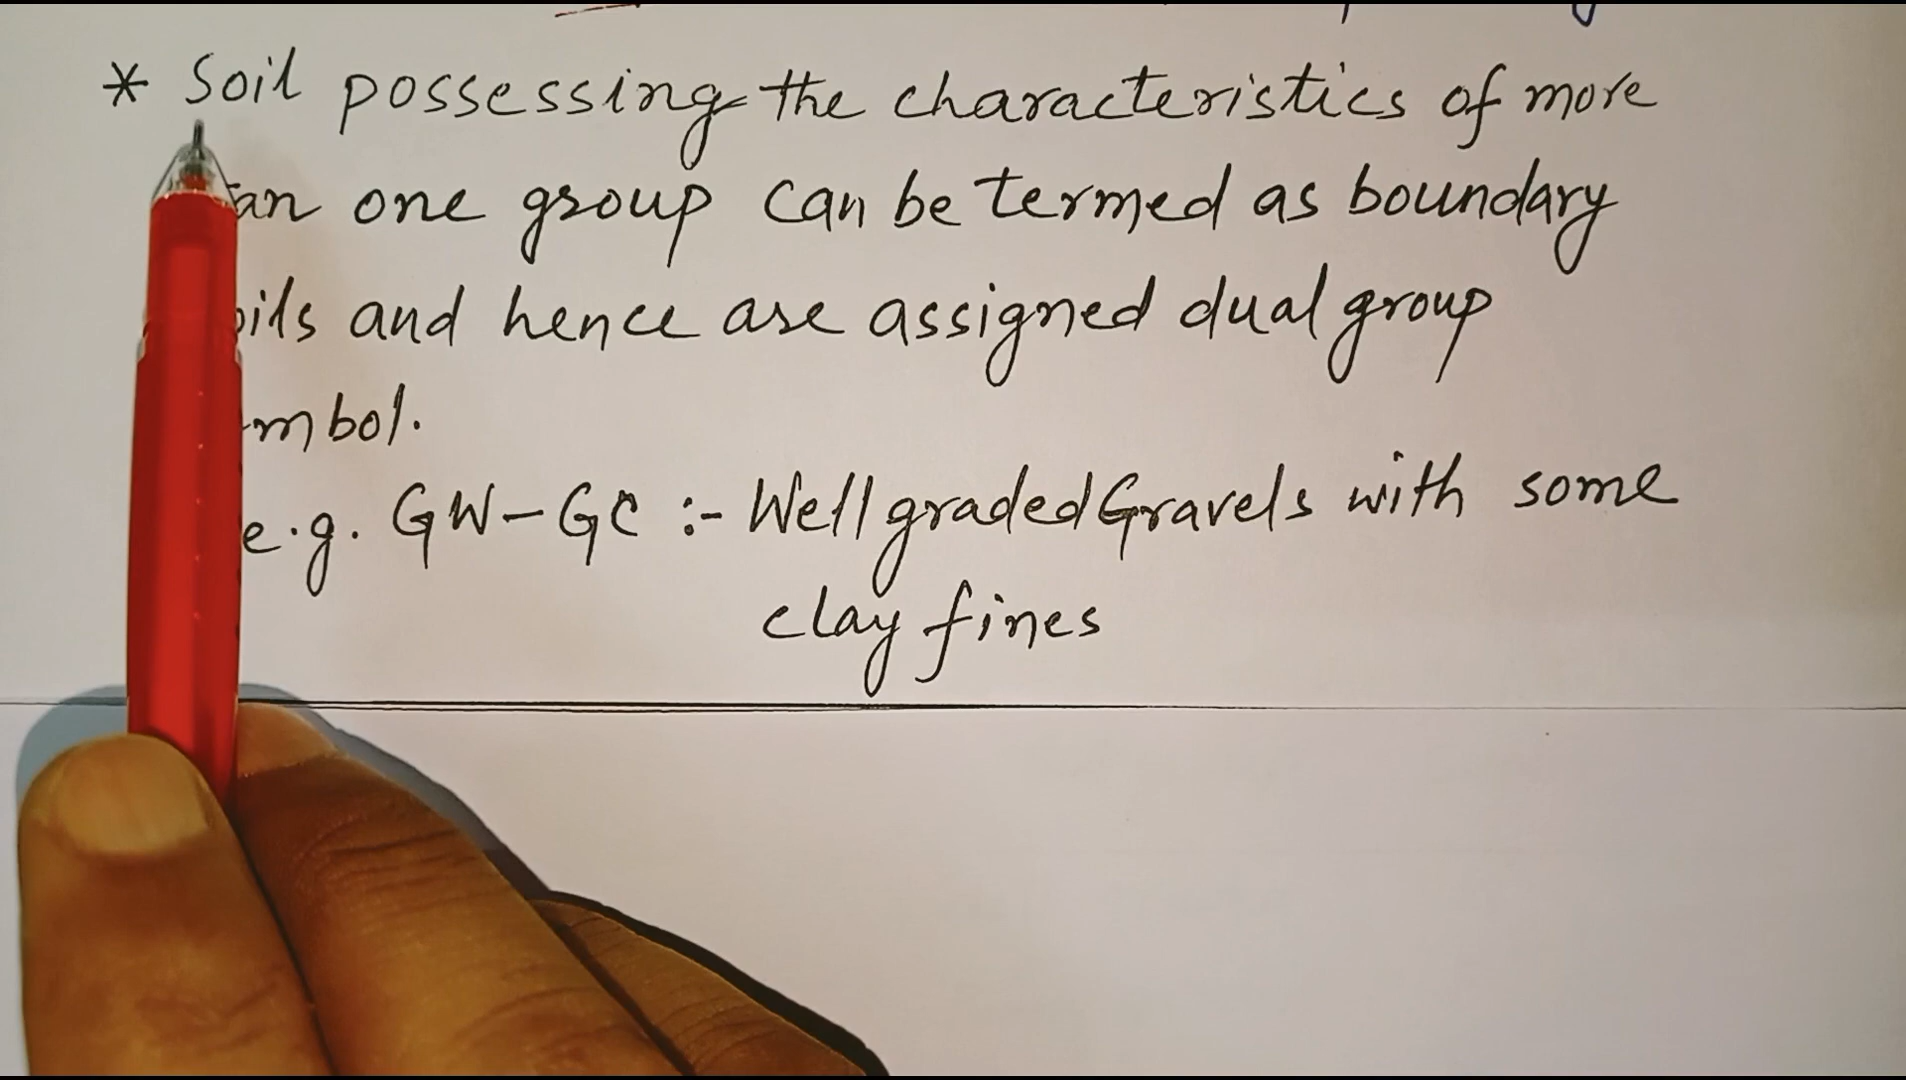 * Soil possessing the characteristics of more
an one group can be termed as boundary
oils and hence are assigned dual group
mbol.
e.g. GW-GC :- Well graded Gravels with some
clay fines